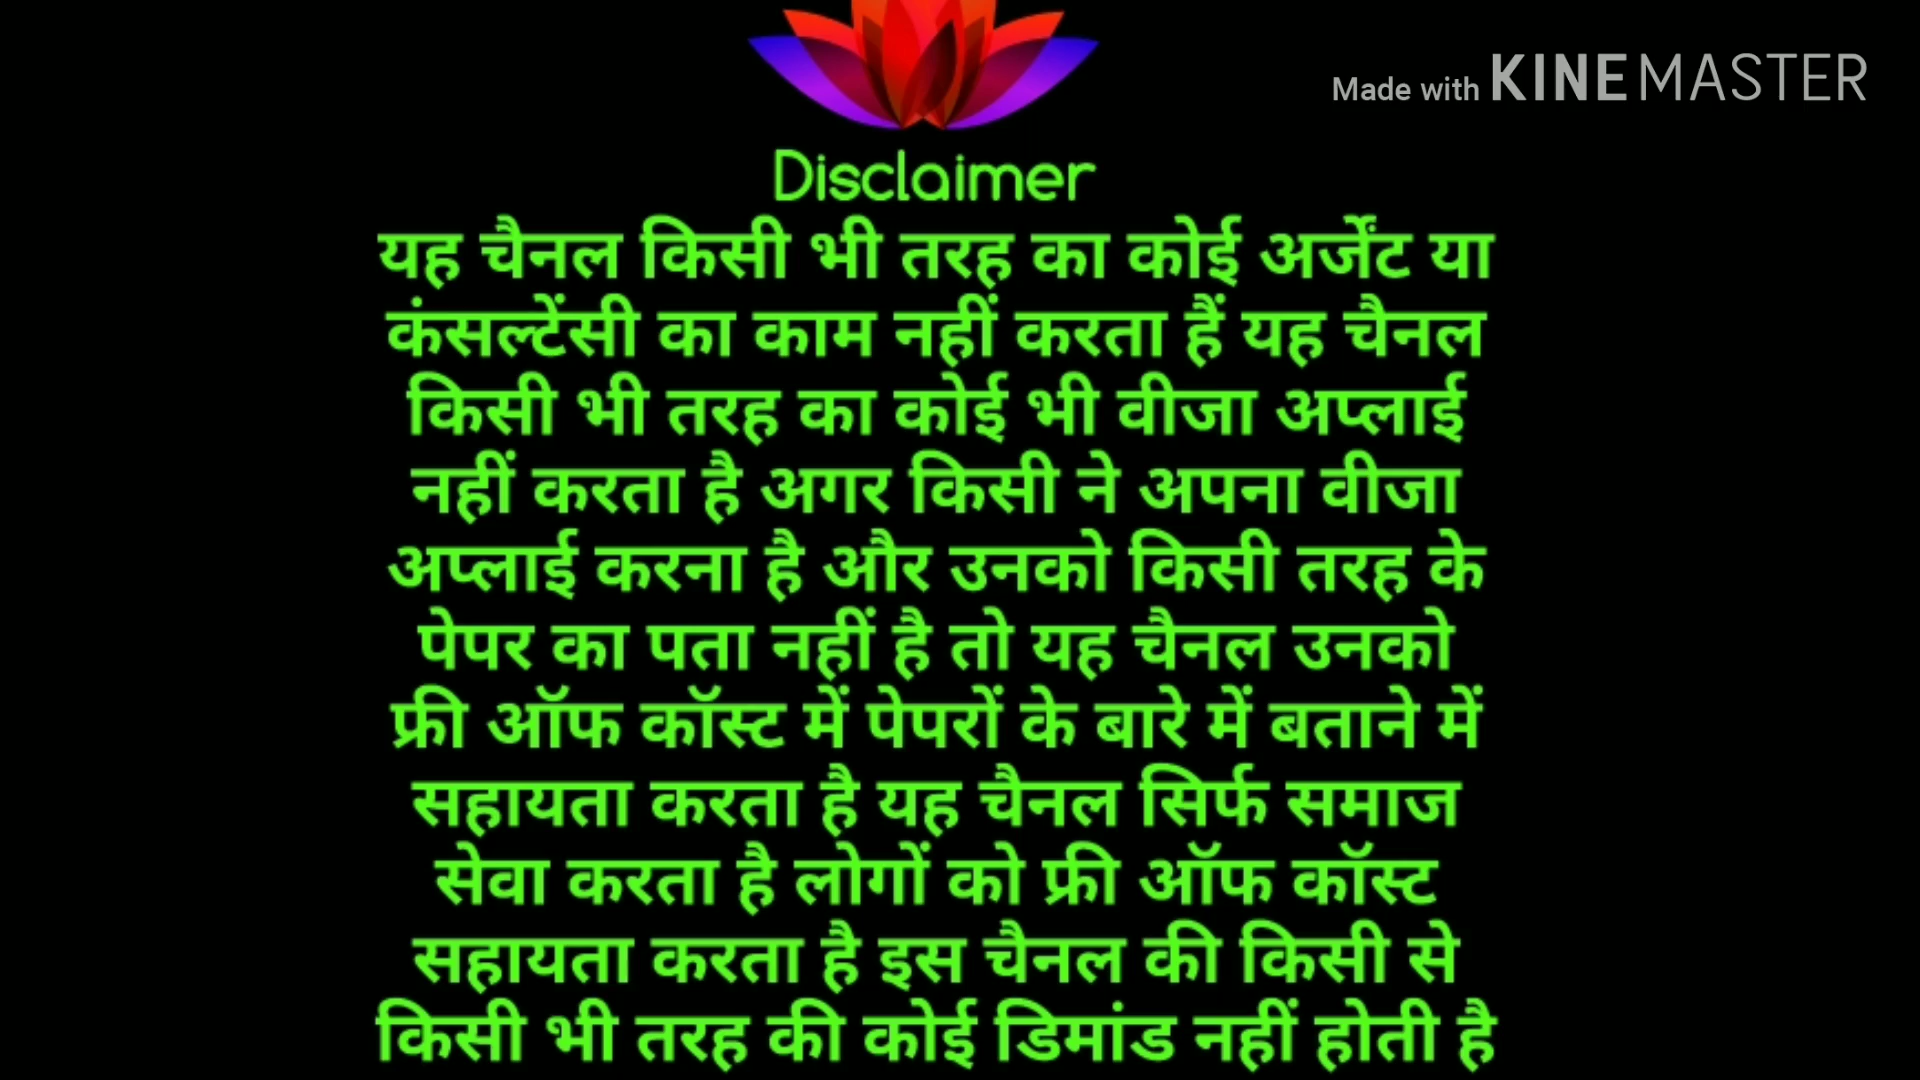 Made with KINEMASTER
Disclaimer
यह चैनल किसी भी तरह का कोई अर्जेंट या
कंसल्टेंसी का काम नहीं करता हैं यह चैनल
किसी भी तरह का कोई भी वीजा अप्लाई
नहीं करता है अगर किसी ने अपना वीजा
अप्लाई करना है और उनको किसी तरह के
पेपर का पता नहीं है तो यह चैनल उनको
फ्री ऑफ कॉस्ट में पेपरों के बारे में बताने में
सहायता करता है यह चैनल सिर्फ समाज
सेवा करता है लोगों को फ्री ऑफ कॉस्ट
सहायता करता है इस चैनल की किसी से
किसी भी तरह की कोई डिमांड नहीं होती है